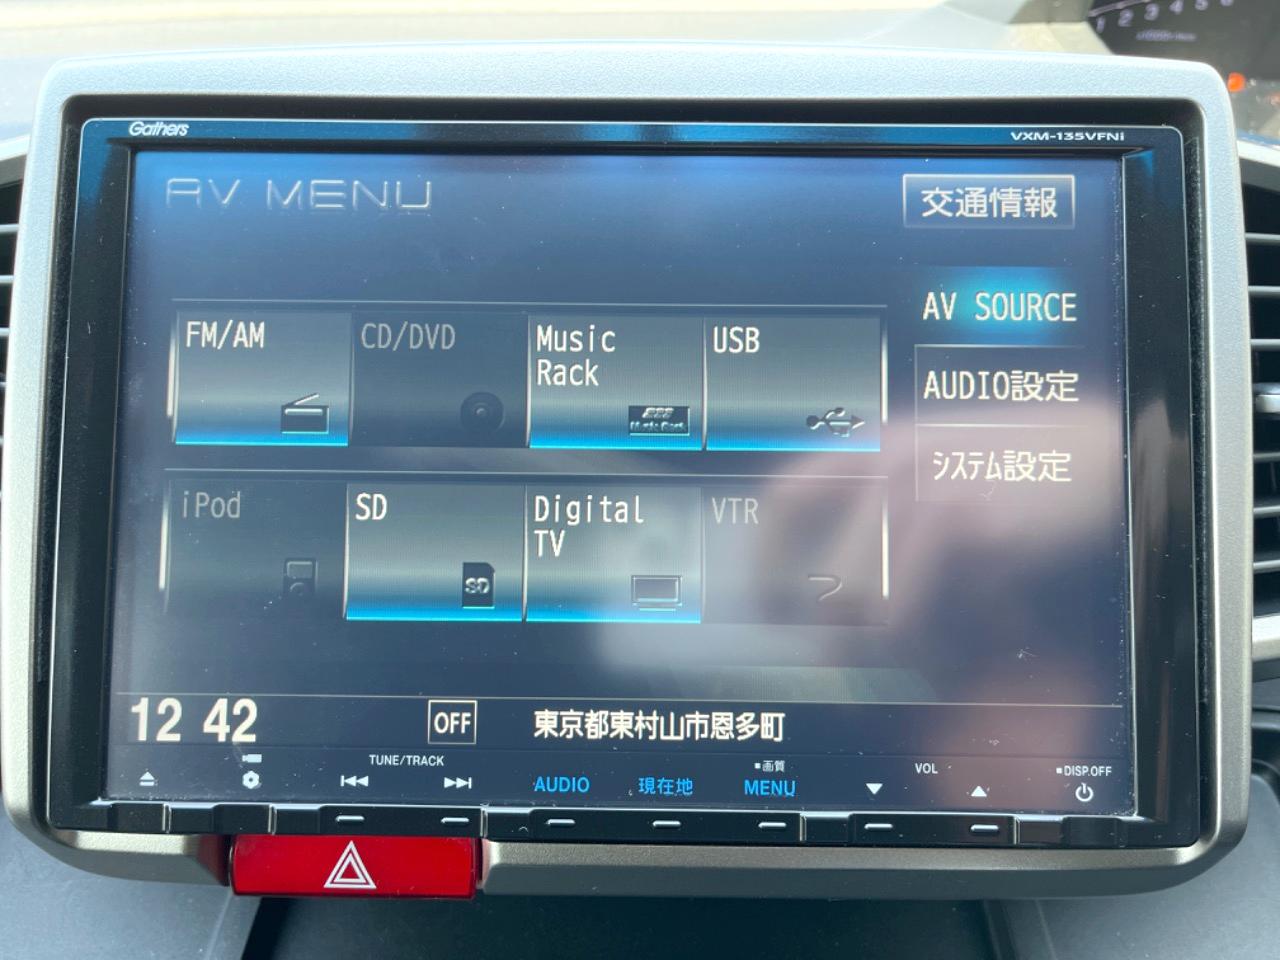 Gathers
VXM-135VFNi
AV MENU
交通情報
FM/AM
CD/DVD
Music
Rack
USB
AV SOURCE
AUDIO設定
システム設定
iPod
SD
SD
Digital
TV
VTR
12 42
OFF
東京都東村山市恩多町
TUNE/TRACK
AUDIO
現在地
■画質
MENU
VOL
■DISP.OFF